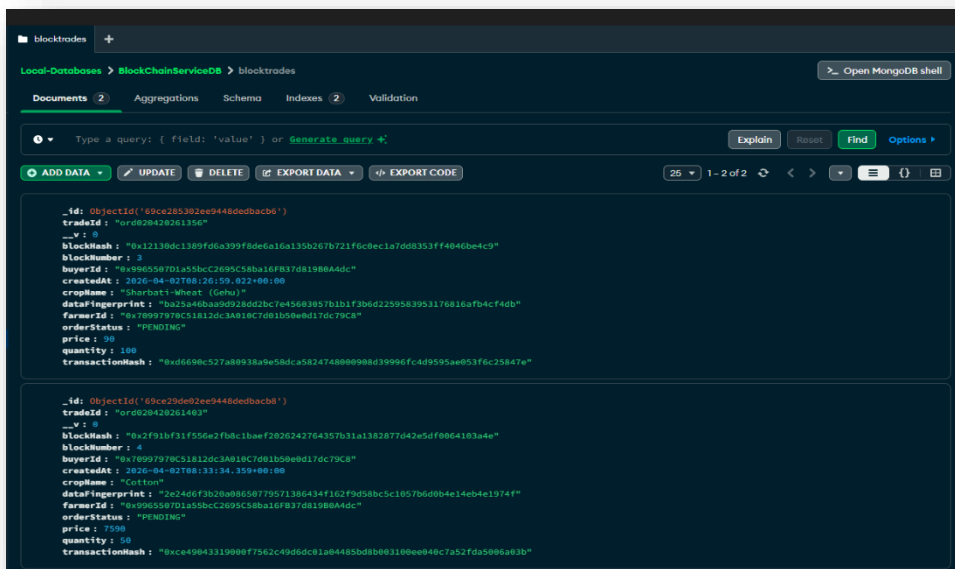 blocktrades +
Local-Databases > BlockChainServiceDB > blocktrades
>_ Open MongoDB shell
Documents 2 Aggregations Schema Indexes 2 Validation
Type a query: { field: 'value' } or Generate query
Explain Reset Find Options
ADD DATA UPDATE DELETE EXPORT DATA </> EXPORT CODE
25 1 – 2 of 2 < > {}
_id: ObjectId('69ce285302ee9448dedbacb6')
tradeId : "ord020420261356"
__v : 0
blockHash : "0x12130dc1389fd6a399f8de6a16a135b267b721f6c0ec1a7dd8353ff4046be4c9"
blockNumber : 3
buyerId : "0x9965507D1a55bcC2695C58ba16FB37d819B0A4dc"
createdAt : 2026-04-02T08:26:59.022+00:00
cropName : "Sharbati-Wheat (Gehu)"
dataFingerprint : "ba25a46baa9d928dd2bc7e45603057b1b1f3b6d2259583953176816afb4cf4db"
farmerId : "0x70997970C51812dc3A010C7d01b50e0d17dc79C8"
orderStatus : "PENDING"
price : 90
quantity : 100
transactionHash : "0xd6690c527a80938a9e58dca5824748000908d39996fc4d9595ae053f6c25847e"
_id: ObjectId('69ce29de02ee9448dedbacb8')
tradeId : "ord020420261403"
__v : 0
blockHash : "0x2f91bf31f556e2fb8c1baef2026242764357b31a1382877d42e5df0064103a4e"
blockNumber : 4
buyerId : "0x70997970C51812dc3A010C7d01b50e0d17dc79C8"
createdAt : 2026-04-02T08:33:34.359+00:00
cropName : "Cotton"
dataFingerprint : "2e24d6f3b20a08650779571386434f162f9d58bc5c1057b6d0b4e14eb4e1974f"
farmerId : "0x9965507D1a55bcC2695C58ba16FB37d819B0A4dc"
orderStatus : "PENDING"
price : 7590
quantity : 50
transactionHash : "0xce49043319000f7562c49d6dc01a04485bd8b003100ee040c7a52fda5006a03b"